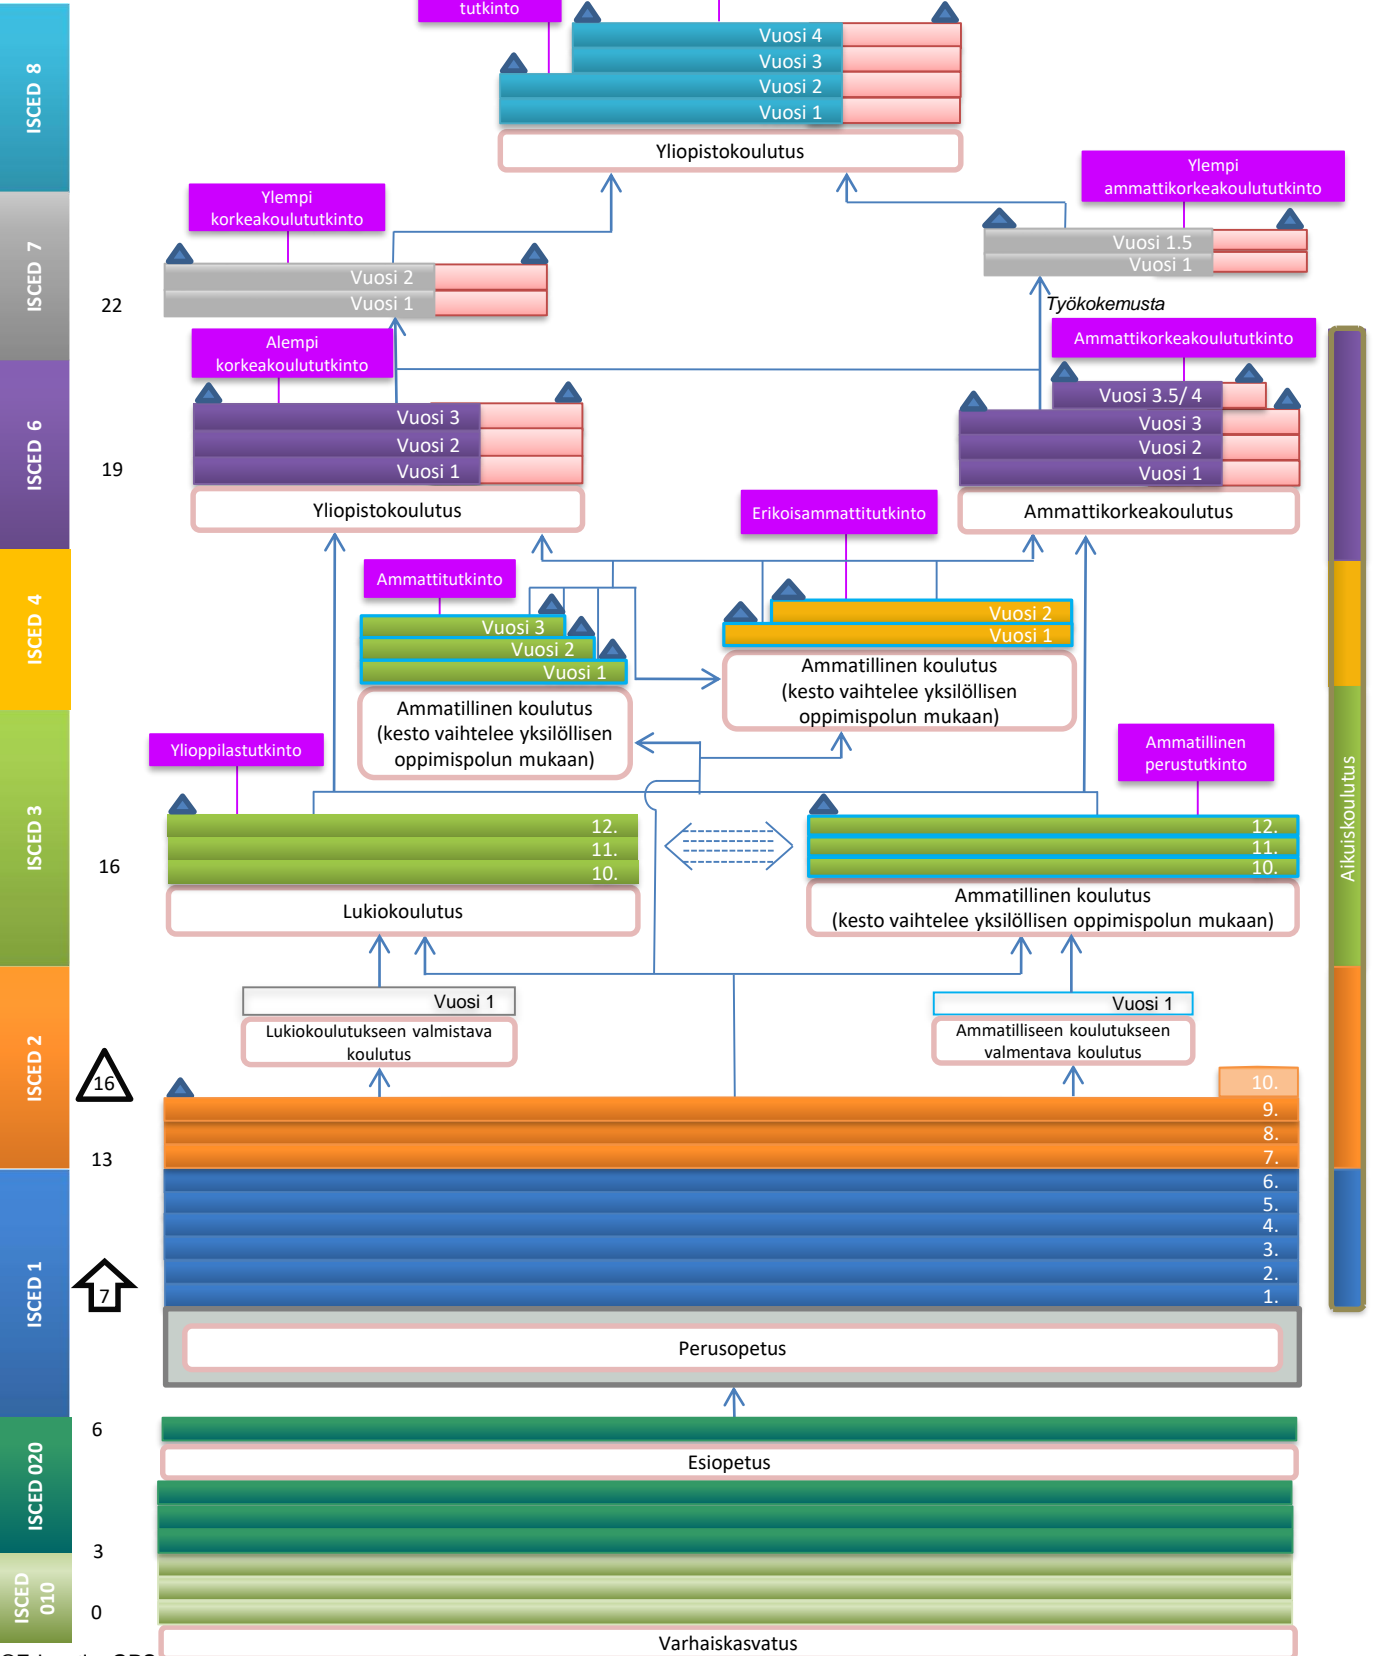 tutkinto
ISCED 8
Vuosi 4
Vuosi 3
Vuosi 2
Vuosi 1
Yliopistokoulutus
Ylempi
korkeakoulututkinto
Ylempi
ammattikorkeakoulututkinto
ISCED 7
Vuosi 2
Vuosi 1
Vuosi 1.5
Vuosi 1
22
Työkokemusta
Alempi
korkeakoulututkinto
Ammattikorkeakoulututkinto
ISCED 6
Vuosi 3
Vuosi 2
Vuosi 1
Vuosi 3.5/ 4
Vuosi 3
Vuosi 2
Vuosi 1
19
Yliopistokoulutus
Erikoisammattitutkinto
Ammattikorkeakoulutus
ISCED 4
Ammattitutkinto
Vuosi 3
Vuosi 2
Vuosi 1
Vuosi 2
Vuosi 1
Ammatillinen koulutus
(kesto vaihtelee yksilöllisen
oppimispolun mukaan)
Ammatillinen koulutus
(kesto vaihtelee yksilöllisen
oppimispolun mukaan)
Ylioppilastutkinto
Ammatillinen
perustutkinto
ISCED 3
12.
11.
10.
12.
11.
10.
16
Aikuiskoulutus
Lukiokoulutus
Ammatillinen koulutus
(kesto vaihtelee yksilöllisen oppimispolun mukaan)
ISCED 2
Vuosi 1
Lukiokoulutukseen valmistava
koulutus
Vuosi 1
Ammatilliseen koulutukseen
valmentava koulutus
16
10.
9.
8.
7.
13
ISCED 1
6.
5.
4.
3.
2.
1.
7
Perusopetus
6
ISCED 020
Esiopetus
3
ISCED
010
0
Varhaiskasvatus